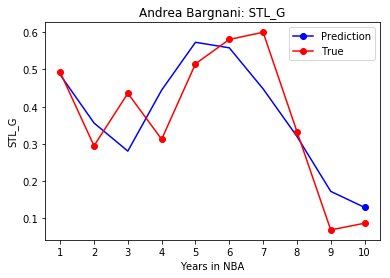 Andrea Bargnani: STL_G
Prediction
True
0.6
0.5
0.4
0.3
0.2
0.1
STL_G
1 2 3 4 5 6 7 8 9 10
Years in NBA